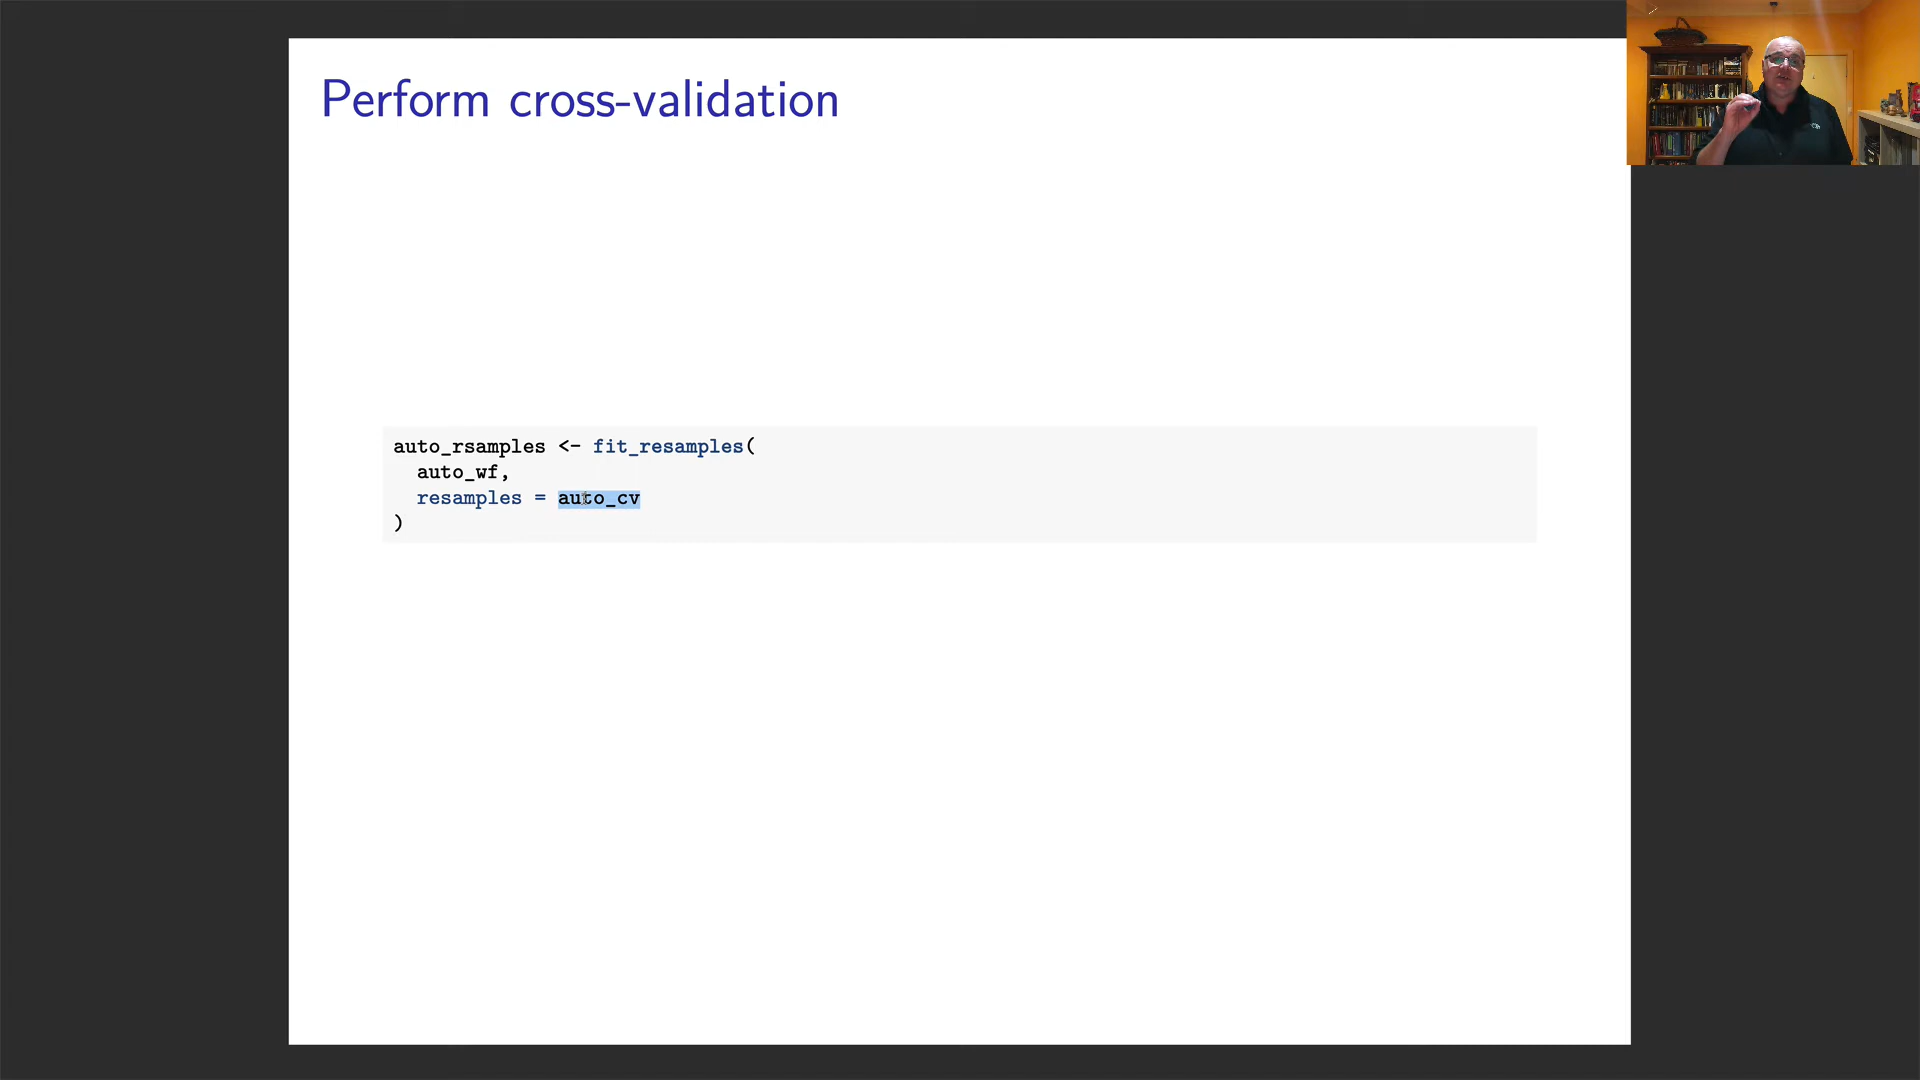 Perform cross-validation
auto_rsamples <- fit_resamples(
  auto_wf,
  resamples = auto_cv
)